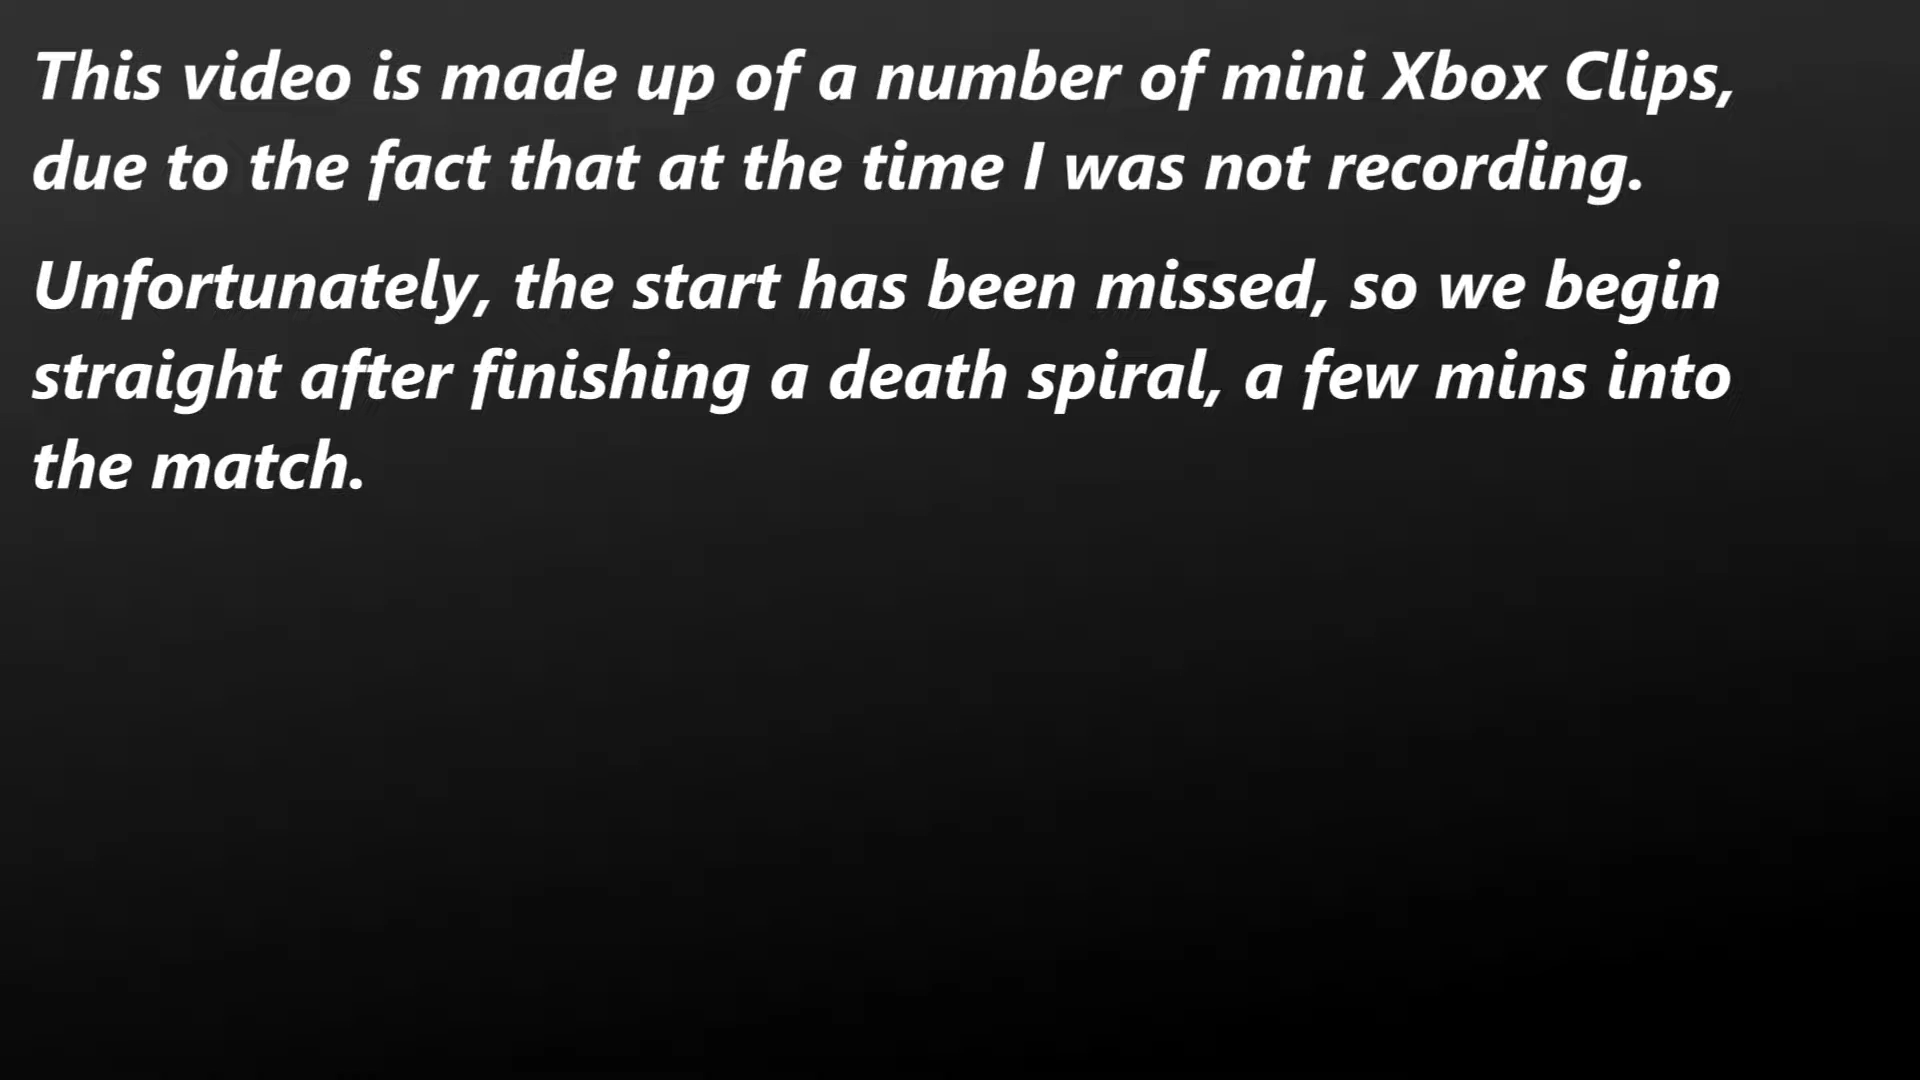 This video is made up of a number of mini Xbox Clips,
due to the fact that at the time I was not recording.
Unfortunately, the start has been missed, so we begin
straight after finishing a death spiral, a few mins into
the match.